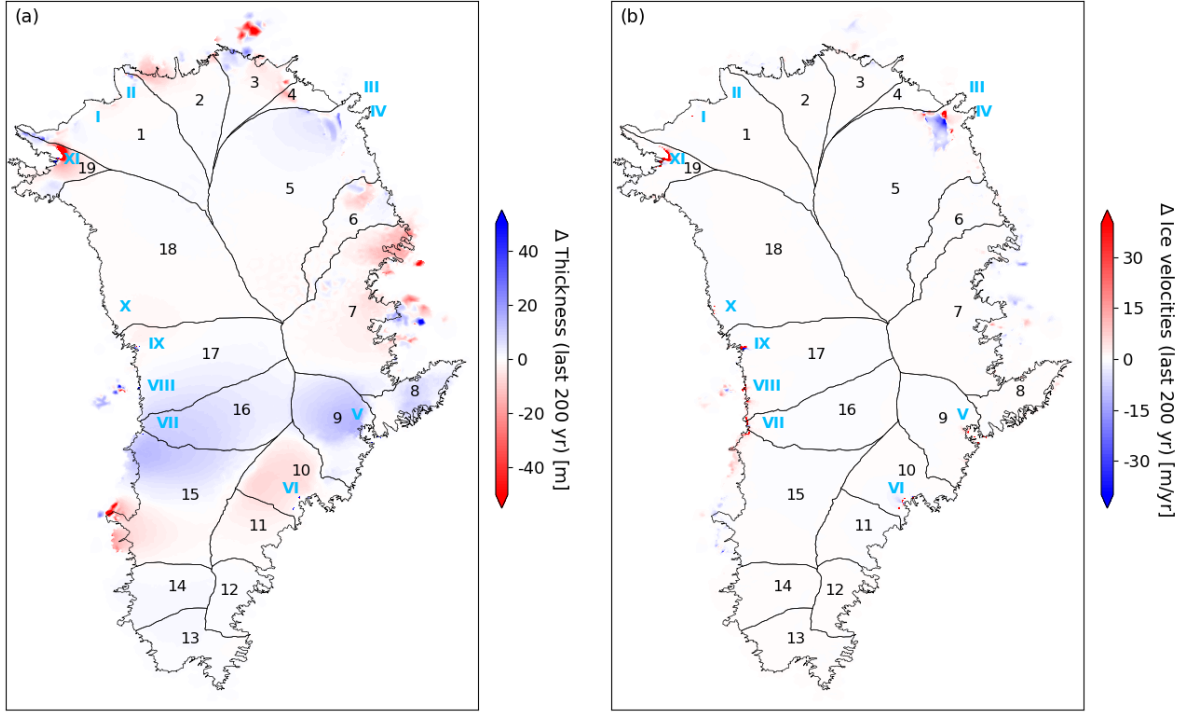 (a)
3
III
II
2
4
IV
I
1
XI
19
5
6
18
X
7
IX
17
VIII
8
16
9
V
VII
10
15
VI
11
14
12
13
40
20
0
-20
-40
Δ Thickness (last 200 yr) [m]
(b)
3
III
II
2
4
IV
I
1
XI
19
5
6
18
X
7
IX
17
VIII
8
16
9
V
VII
10
15
VI
11
14
12
13
30
15
0
-15
-30
Δ Ice velocities (last 200 yr) [m/yr]